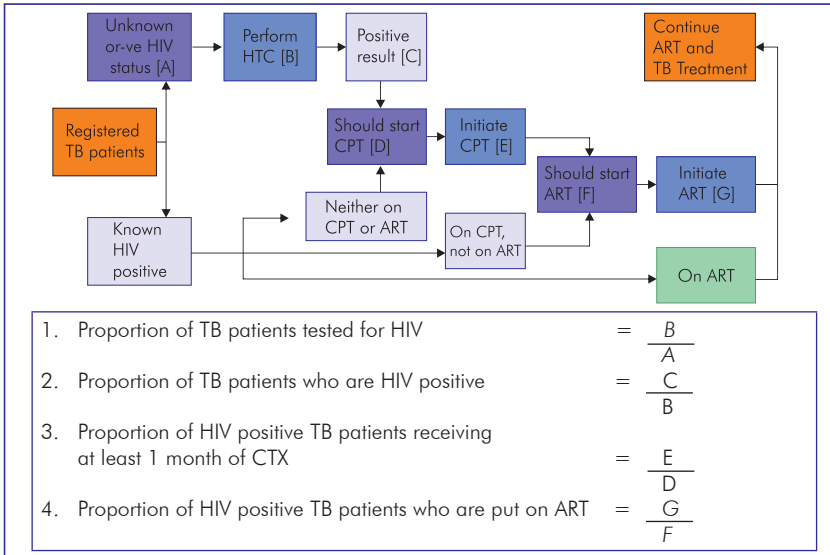 Unknown
or-ve HIV
status [A]
Perform
HTC [B]
Positive
result [C]
Continue
ART and
TB Treatment
Registered
TB patients
Should start
CPT [D]
Initiate
CPT [E]
Should start
ART [F]
Initiate
ART [G]
Neither on
CPT or ART
Known
HIV
positive
On CPT,
not on ART
On ART
1. Proportion of TB patients tested for HIV = B
A
2. Proportion of TB patients who are HIV positive = C
B
3. Proportion of HIV positive TB patients receiving
at least 1 month of CTX = E
D
4. Proportion of HIV positive TB patients who are put on ART = G
F